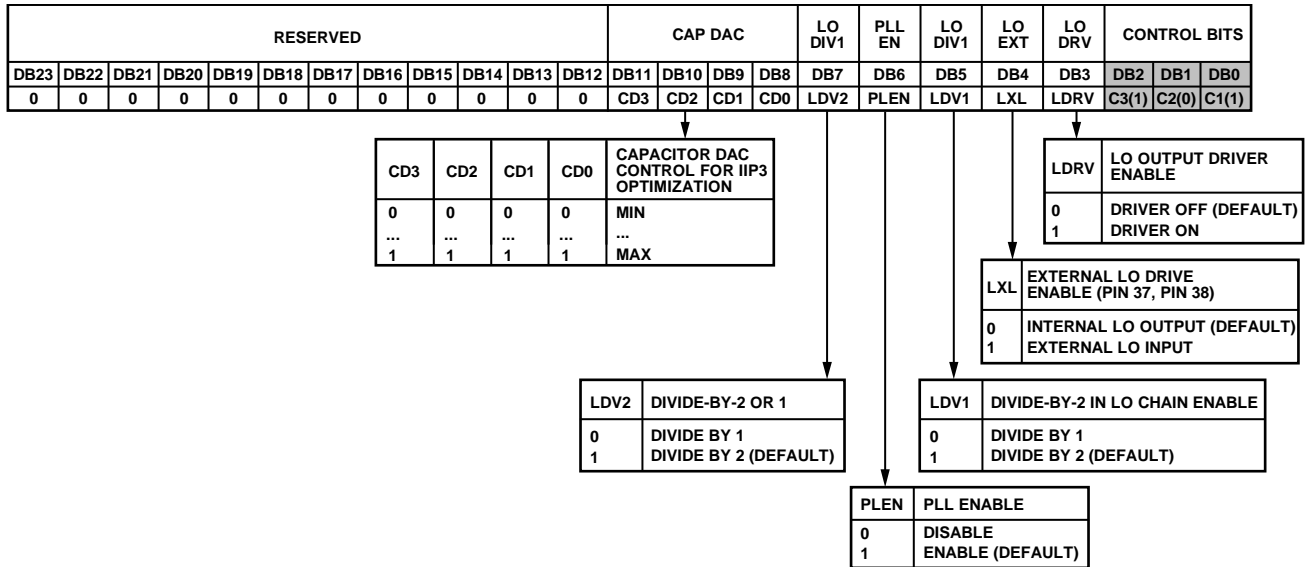 RESERVED CAP DAC LO DIV1 PLL EN LO DIV1 LO EXT LO DRV CONTROL BITS
DB23 DB22 DB21 DB20 DB19 DB18 DB17 DB16 DB15 DB14 DB13 DB12 DB11 DB10 DB9 DB8 DB7 DB6 DB5 DB4 DB3 DB2 DB1 DB0
0 0 0 0 0 0 0 0 0 0 0 0 CD3 CD2 CD1 CD0 LDV2 PLEN LDV1 LXL LDRV C3(1) C2(0) C1(1)
CD3 CD2 CD1 CD0 CAPACITOR DAC
CONTROL FOR IIP3
OPTIMIZATION
0 0 0 0 MIN
... ... ... ... ...
1 1 1 1 MAX
LDRV LO OUTPUT DRIVER
ENABLE
0 DRIVER OFF (DEFAULT)
1 DRIVER ON
LXL EXTERNAL LO DRIVE
ENABLE (PIN 37, PIN 38)
0 INTERNAL LO OUTPUT (DEFAULT)
1 EXTERNAL LO INPUT
LDV2 DIVIDE-BY-2 OR 1
0 DIVIDE BY 1
1 DIVIDE BY 2 (DEFAULT)
LDV1 DIVIDE-BY-2 IN LO CHAIN ENABLE
0 DIVIDE BY 1
1 DIVIDE BY 2 (DEFAULT)
PLEN PLL ENABLE
0 DISABLE
1 ENABLE (DEFAULT)